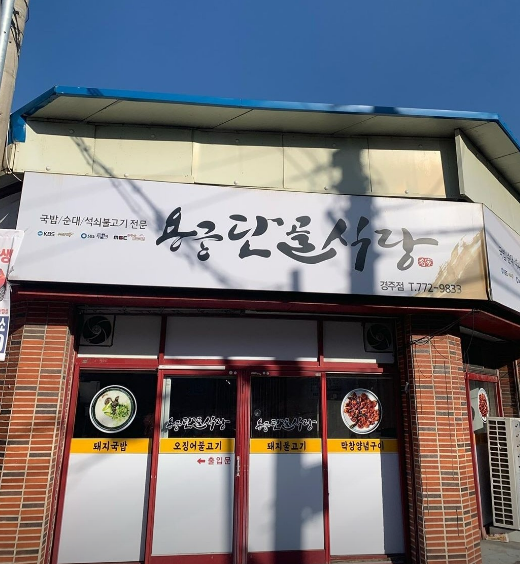 국밥/순대/석쇠불고기 전문
KBS SBS MBC
용궁단골식당
경주점 T.772-9833
용궁단골식당 용궁단골식당
돼지국밥 오징어불고기 돼지불고기 막창양념구이
← 출입문